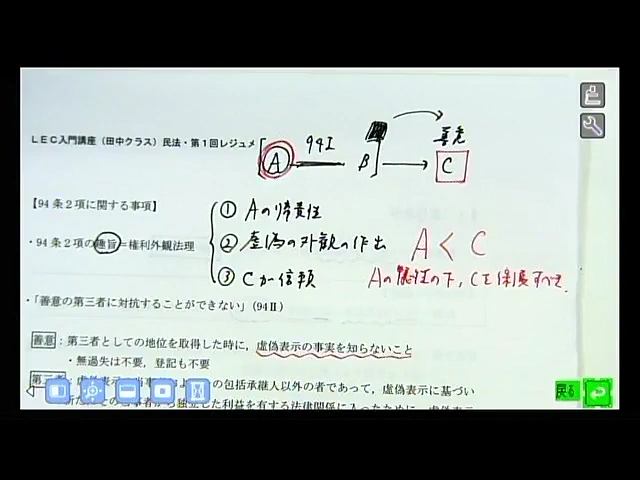 善意
94Ⅰ
LEC入門講座（田中クラス）民法・第1回レジュメ
A B C
【94条2項に関する事項】
① Aの帰責性
・94条2項の趣旨＝権利外観法理
② 虚偽の外観の作出
A < C
③ Cが信頼
Aの犠牲の下，Cを保護すべき．
・「善意の第三者に対抗することができない」（94Ⅱ）
善意：第三者としての地位を取得した時に，虚偽表示の事実を知らないこと
・無過失は不要，登記も不要
の包括承継人以外の者であって，虚偽表示に基づい
戻る